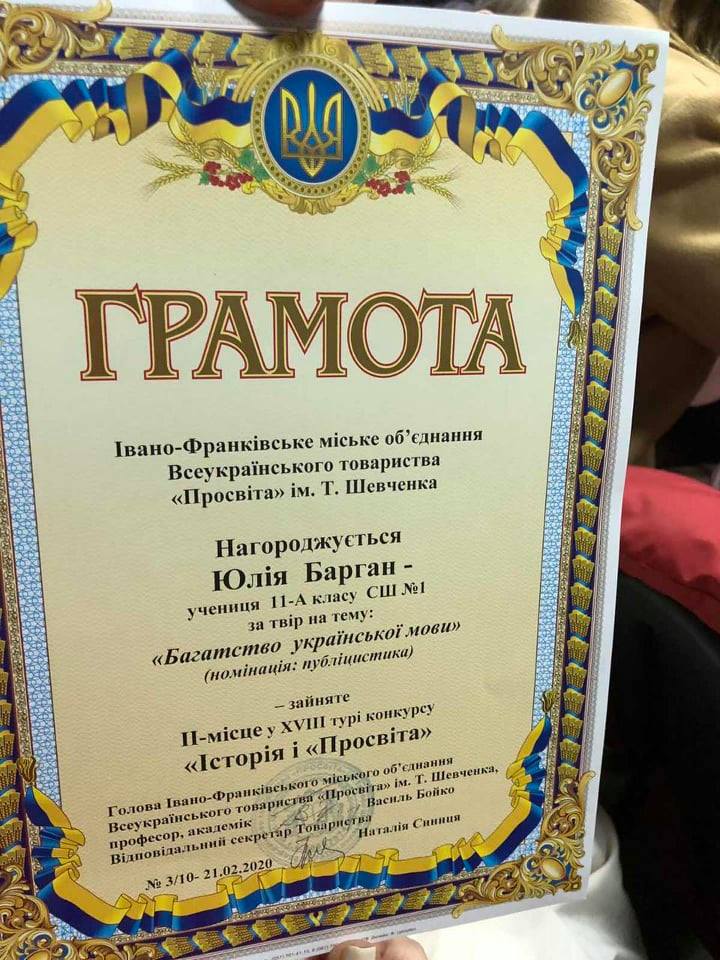 ГРАМОТА
Івано-Франківське міське об'єднання
Всеукраїнського товариства
«Просвіта» ім. Т. Шевченка
Нагороджується
Юлія Барган -
учениця 11-А класу СШ №1
за твір на тему:
«Багатство української мови»
(номінація: публіцистика)
– зайняте
ІІ-місце у XVIII турі конкурсу
«Історія і «Просвіта»
Голова Івано-Франківського міського об'єднання
Всеукраїнського товариства «Просвіта» ім. Т. Шевченка,
професор, академік Василь Бойко
Відповідальний секретар Товариства Наталія Синиця
№ 3/10- 21.02.2020